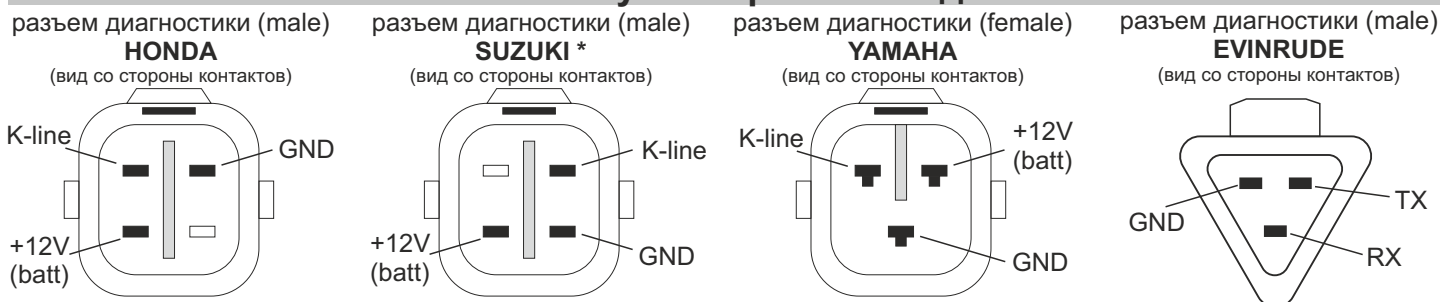 разъем диагностики (male)
HONDA
(вид со стороны контактов)
K-line
GND
+12V
(batt)
разъем диагностики (male)
SUZUKI *
(вид со стороны контактов)
K-line
+12V
(batt)
GND
разъем диагностики (female)
YAMAHA
(вид со стороны контактов)
K-line
+12V
(batt)
GND
разъем диагностики (male)
EVINRUDE
(вид со стороны контактов)
GND
TX
RX